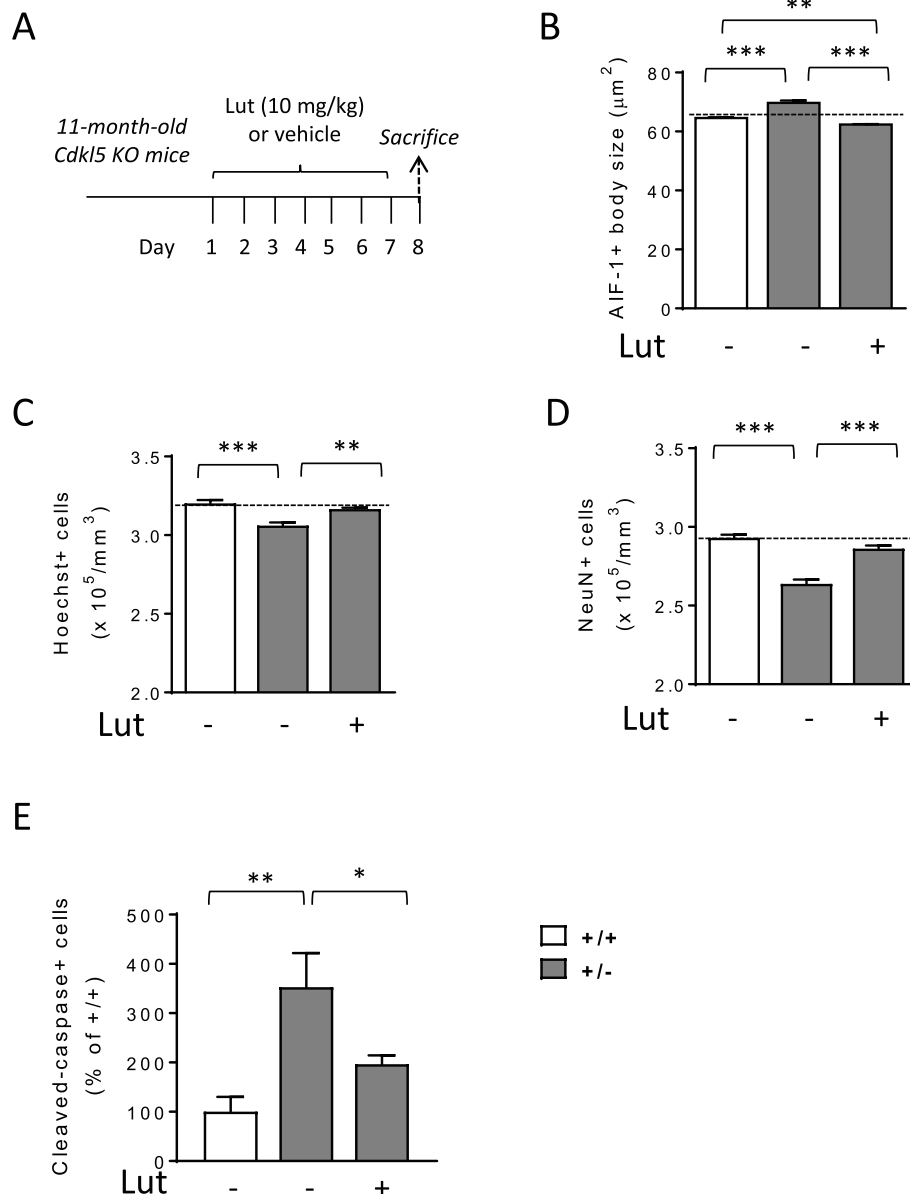 A
11-month-old
Cdkl5 KO mice
Lut (10 mg/kg)
or vehicle
Sacrifice
Day 1 2 3 4 5 6 7 8
B
**
*** ***
AIF-1+ body size (μm²)
80
60
40
20
0
Lut - - +
C
*** **
Hoechst+ cells
(x 10⁵/mm³)
3.5
3.0
2.5
2.0
Lut - - +
D
*** ***
NeuN+ cells
(x 10⁵/mm³)
3.5
3.0
2.5
2.0
Lut - - +
E
** *
Cleaved-caspase+ cells
(% of +/+)
500
400
300
200
100
0
Lut - - +
+/+
+/-